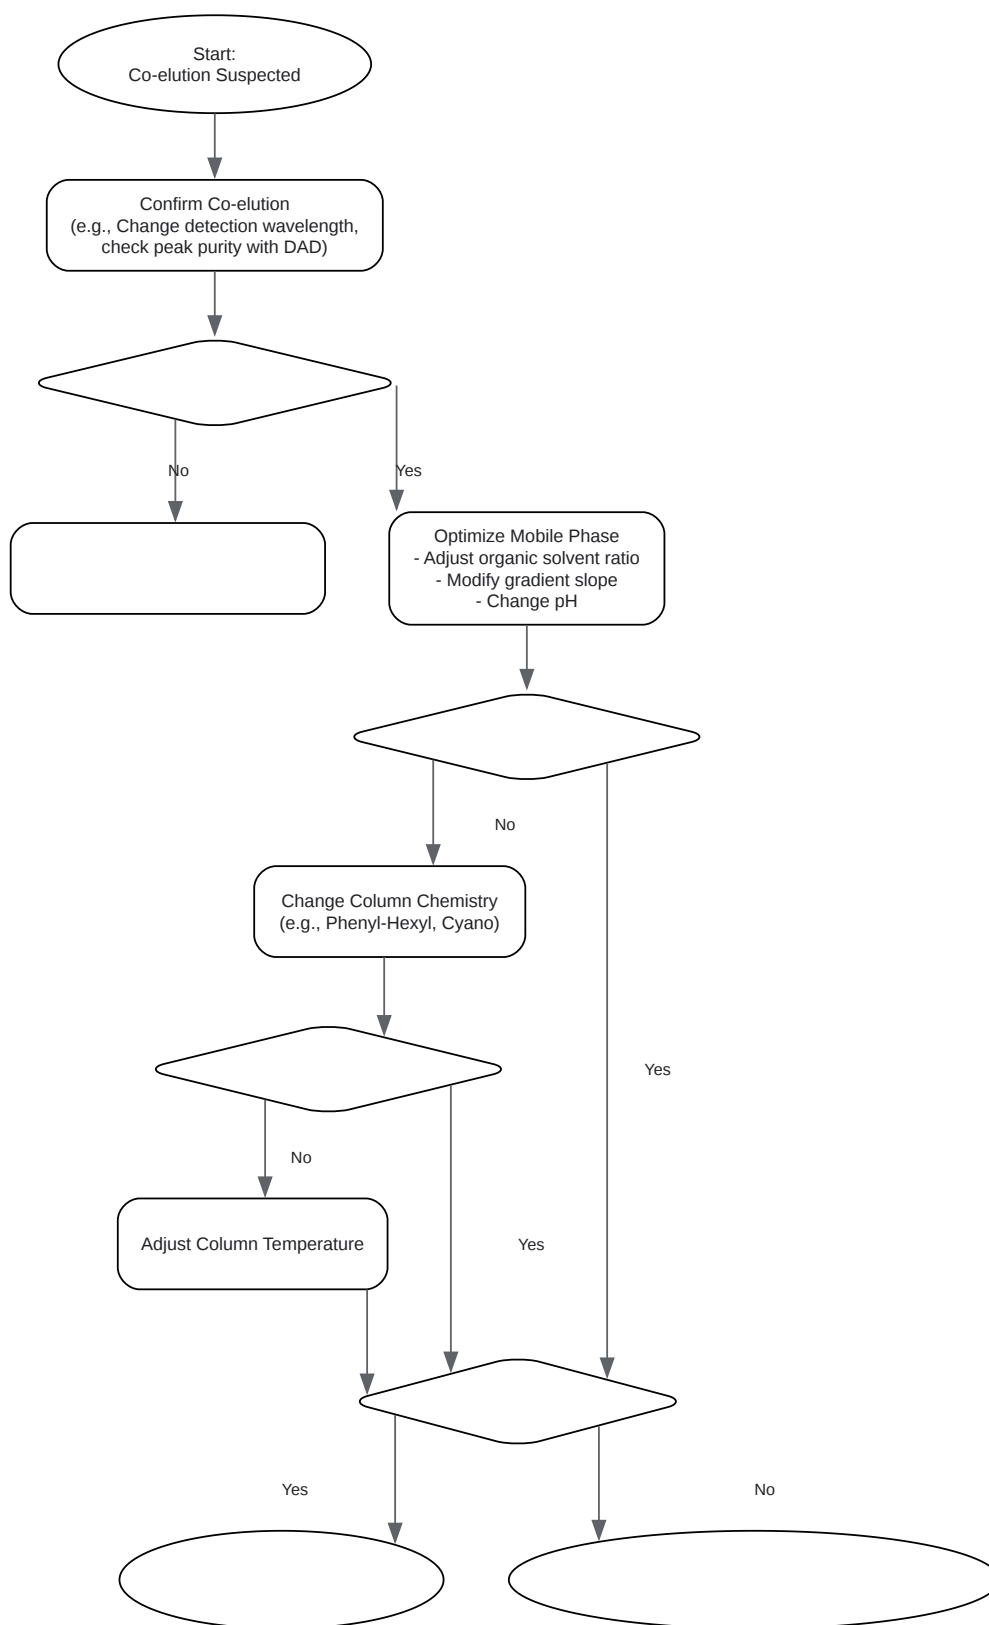 Start:
Co-elution Suspected
Confirm Co-elution
(e.g., Change detection wavelength,
check peak purity with DAD)
No
Yes
Optimize Mobile Phase
- Adjust organic solvent ratio
- Modify gradient slope
- Change pH
No
Change Column Chemistry
(e.g., Phenyl-Hexyl, Cyano)
Yes
No
Adjust Column Temperature
Yes
Yes
No